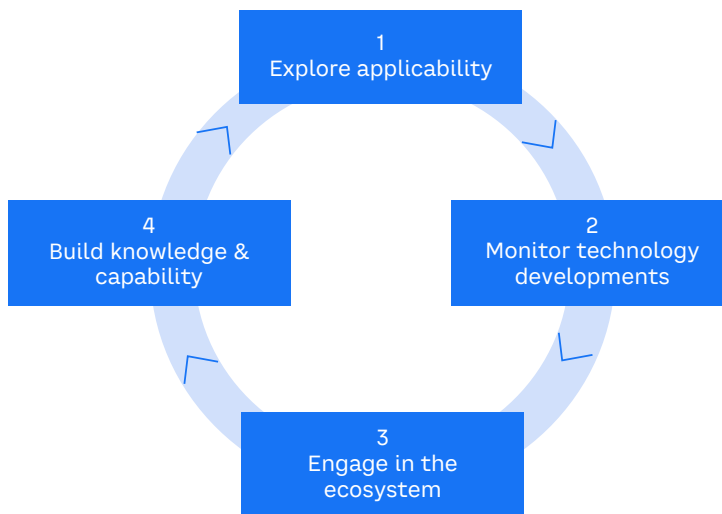 1
Explore applicability
2
Monitor technology
developments
3
Engage in the
ecosystem
4
Build knowledge &
capability